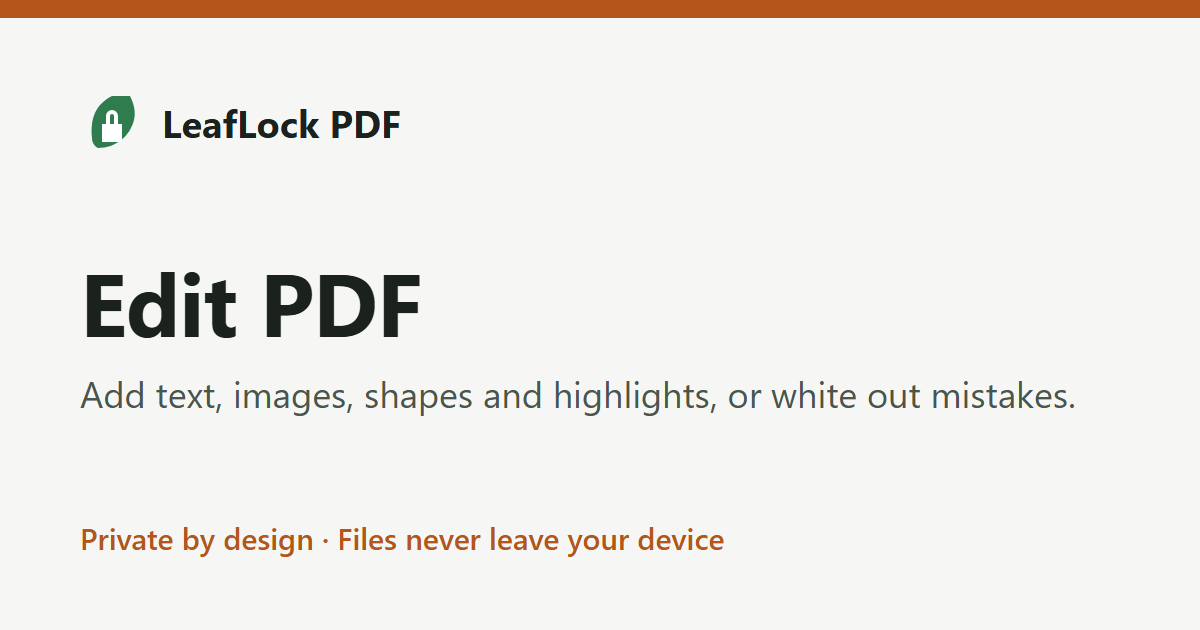 LeafLock PDF
Edit PDF
Add text, images, shapes and highlights, or white out mistakes.
Private by design · Files never leave your device